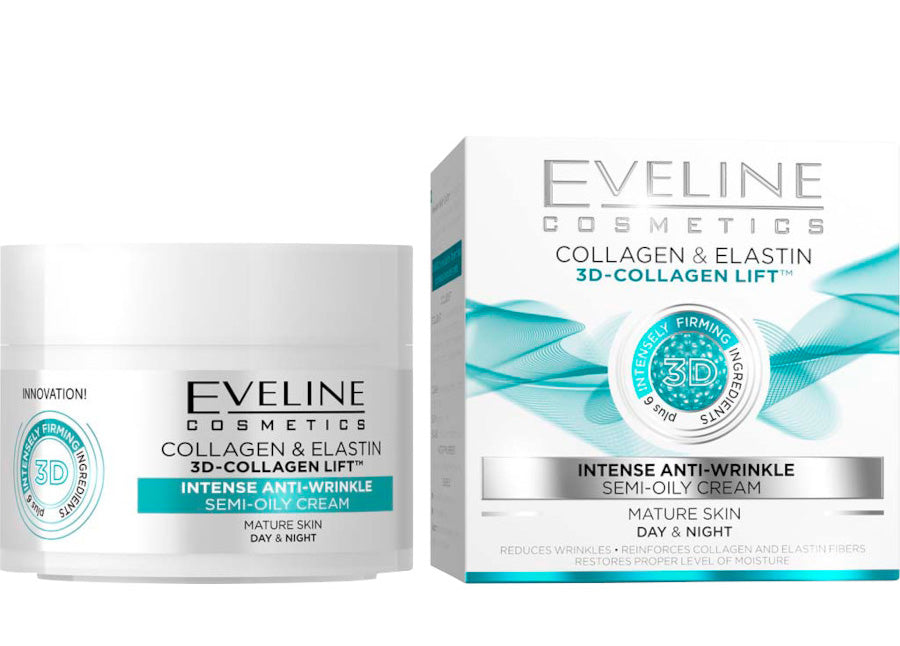 INNOVATION!
INTENSELY FIRMING
INGREDIENTS
plus 6
3D
EVELINE
COSMETICS
COLLAGEN & ELASTIN
3D-COLLAGEN LIFT™
INTENSE ANTI-WRINKLE
SEMI-OILY CREAM
MATURE SKIN
DAY & NIGHT
EVELINE
COSMETICS
COLLAGEN & ELASTIN
3D-COLLAGEN LIFT™
INTENSELY FIRMING
INGREDIENTS
plus 6
3D
INTENSE ANTI-WRINKLE
SEMI-OILY CREAM
MATURE SKIN
DAY & NIGHT
REDUCES WRINKLES • REINFORCES COLLAGEN AND ELASTIN FIBERS
RESTORES PROPER LEVEL OF MOISTURE